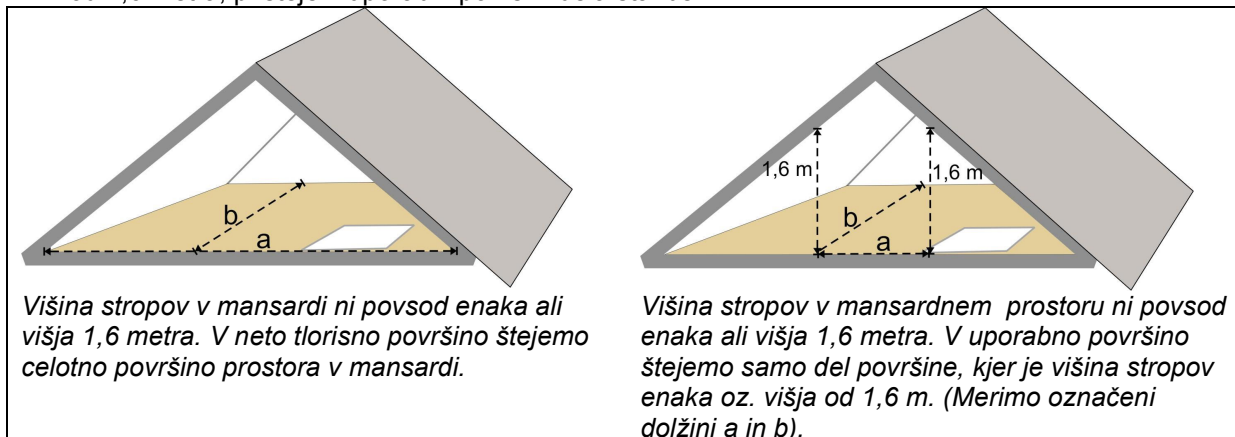 b
a
1,6 m
1,6 m
b
a
Višina stropov v mansardi ni povsod enaka ali
višja 1,6 metra. V neto tlorisno površino štejemo
celotno površino prostora v mansardi.
Višina stropov v mansardnem prostoru ni povsod
enaka ali višja 1,6 metra. V uporabno površino
štejemo samo del površine, kjer je višina stropov
enaka oz. višja od 1,6 m. (Merimo označeni
dolžini a in b).